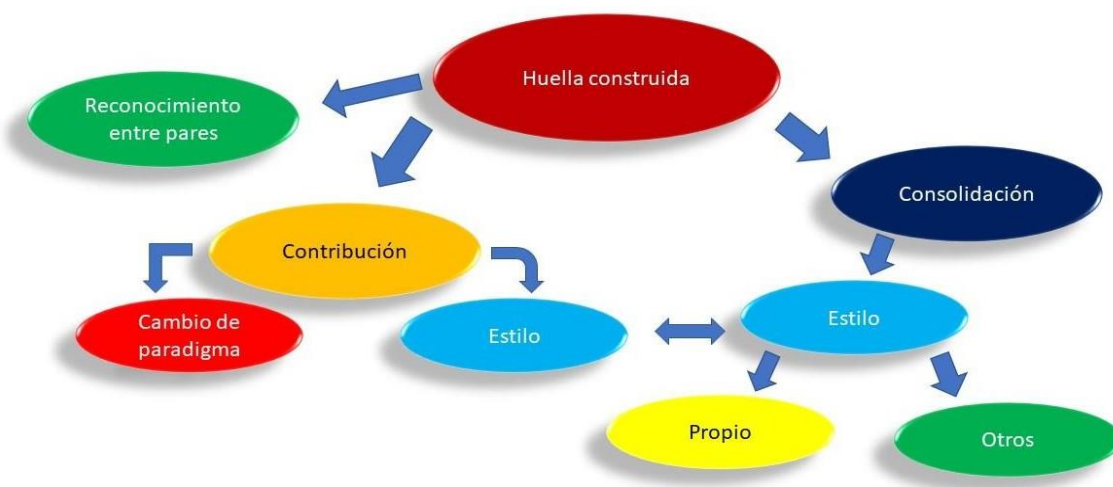 Huella construida
Reconocimiento
entre pares
Consolidación
Contribución
Cambio de
paradigma
Estilo
Estilo
Propio
Otros